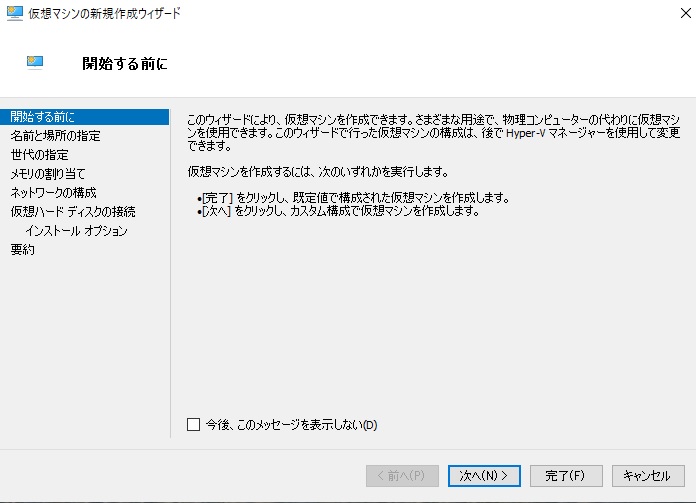 仮想マシンの新規作成ウィザード
開始する前に
開始する前に
名前と場所の指定
世代の指定
メモリの割り当て
ネットワークの構成
仮想ハード ディスクの接続
インストール オプション
要約
このウィザードにより、仮想マシンを作成できます。さまざまな用途で、物理コンピューターの代わりに仮想マシ
ンを使用できます。このウィザードで行った仮想マシンの構成は、後で Hyper-V マネージャーを使用して変更
できます。
仮想マシンを作成するには、次のいずれかを実行します。
•[完了] をクリックし、既定値で構成された仮想マシンを作成します。
•[次へ] をクリックし、カスタム構成で仮想マシンを作成します。
今後、このメッセージを表示しない(D)
< 前へ(P)
次へ(N) >
完了(F)
キャンセル